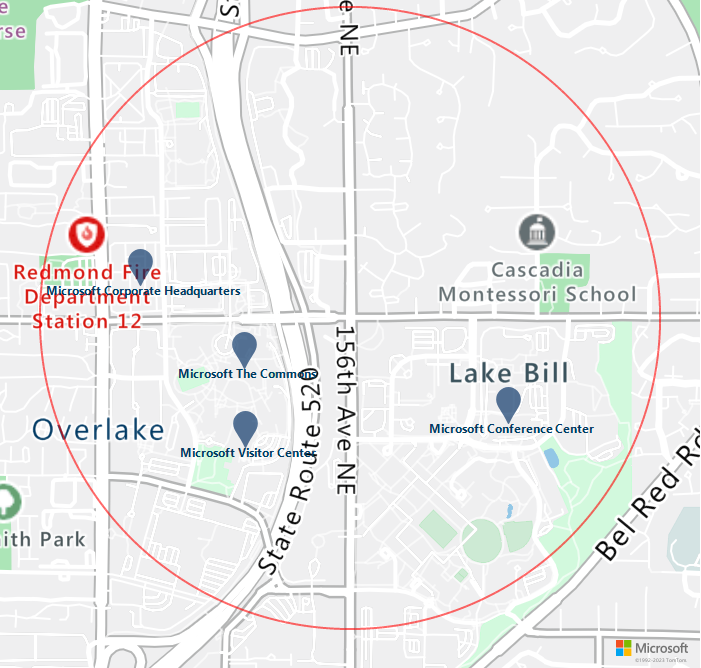 e NE
St
e
rse
Redmond Fire
Department
Station 12
Microsoft Corporate Headquarters
Cascadia
Montessori School
Microsoft The Commons
156th Ave NE
Lake Bill
Microsoft Conference Center
Overlake
Microsoft Visitor Center
State Route 520
Bel Red Rd
ith Park
Microsoft
©1992-2023 TomTom